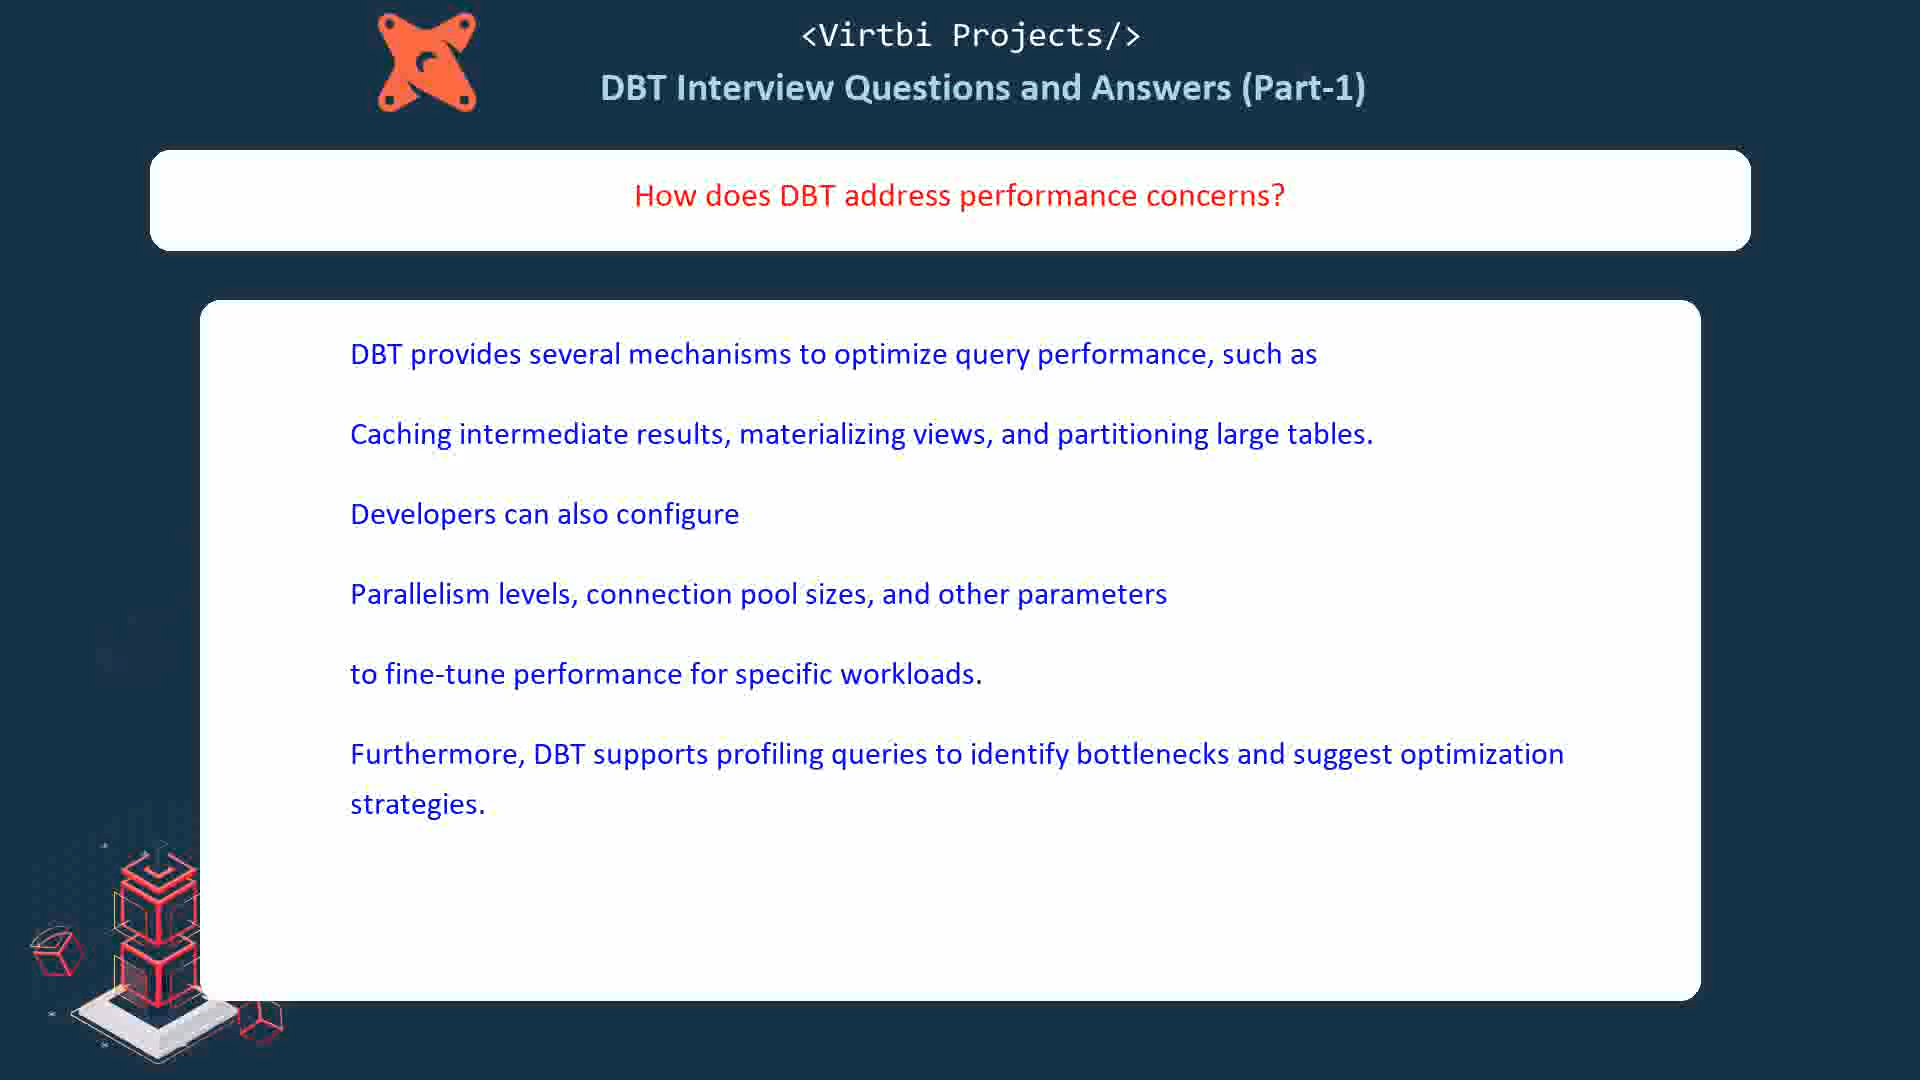 <Virtbi Projects/>
DBT Interview Questions and Answers (Part-1)
How does DBT address performance concerns?
DBT provides several mechanisms to optimize query performance, such as
Caching intermediate results, materializing views, and partitioning large tables.
Developers can also configure
Parallelism levels, connection pool sizes, and other parameters
to fine-tune performance for specific workloads.
Furthermore, DBT supports profiling queries to identify bottlenecks and suggest optimization
strategies.